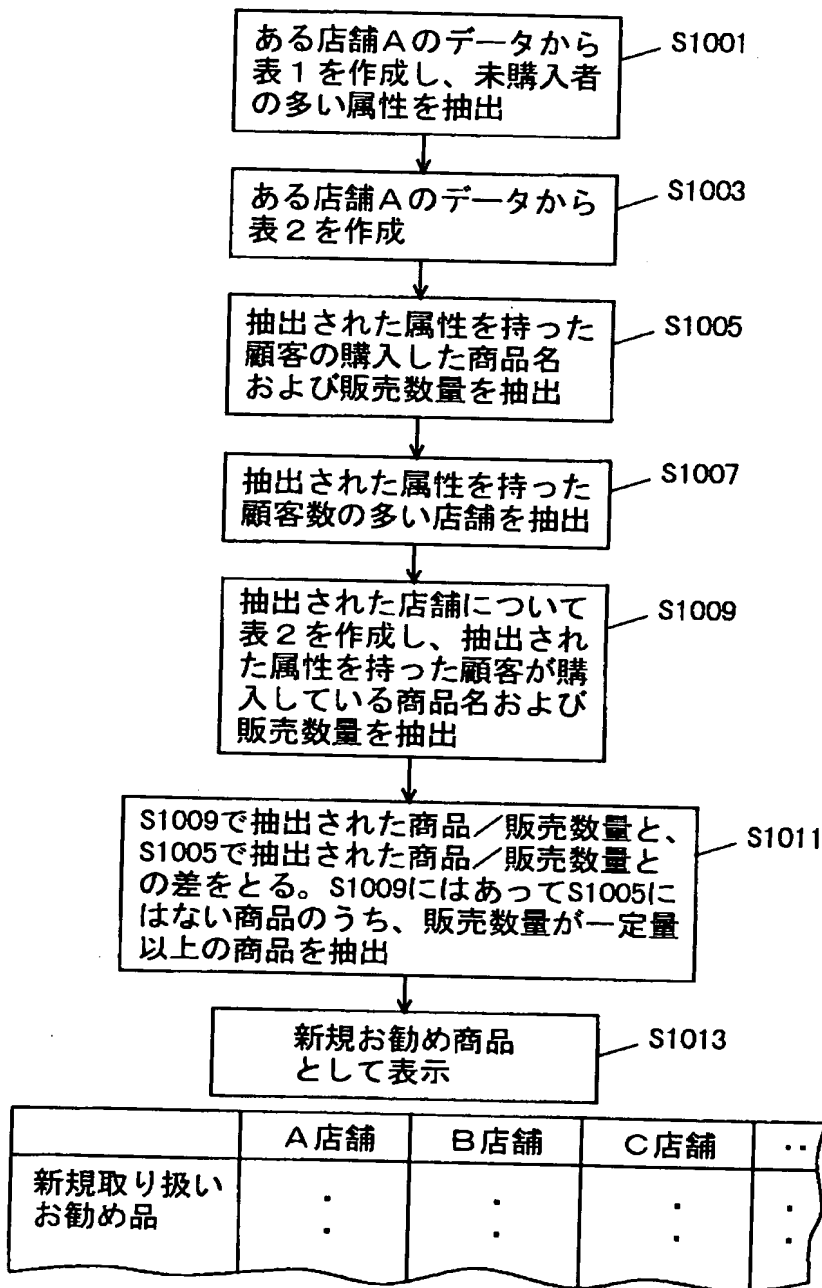 ある店舗Aのデータから
表1を作成し、未購入者
の多い属性を抽出
S1001
ある店舗Aのデータから
表2を作成
S1003
抽出された属性を持った
顧客の購入した商品名
および販売数量を抽出
S1005
抽出された属性を持った
顧客数の多い店舗を抽出
S1007
抽出された店舗について
表2を作成し、抽出され
た属性を持った顧客が購
入している商品名および
販売数量を抽出
S1009
S1009で抽出された商品／販売数量と、
S1005で抽出された商品／販売数量と
の差をとる。S1009にはあってS1005に
はない商品のうち、販売数量が一定量
以上の商品を抽出
S1011
新規お勧め商品
として表示
S1013
A店舗 B店舗 C店舗 ‥
新規取り扱い
お勧め品